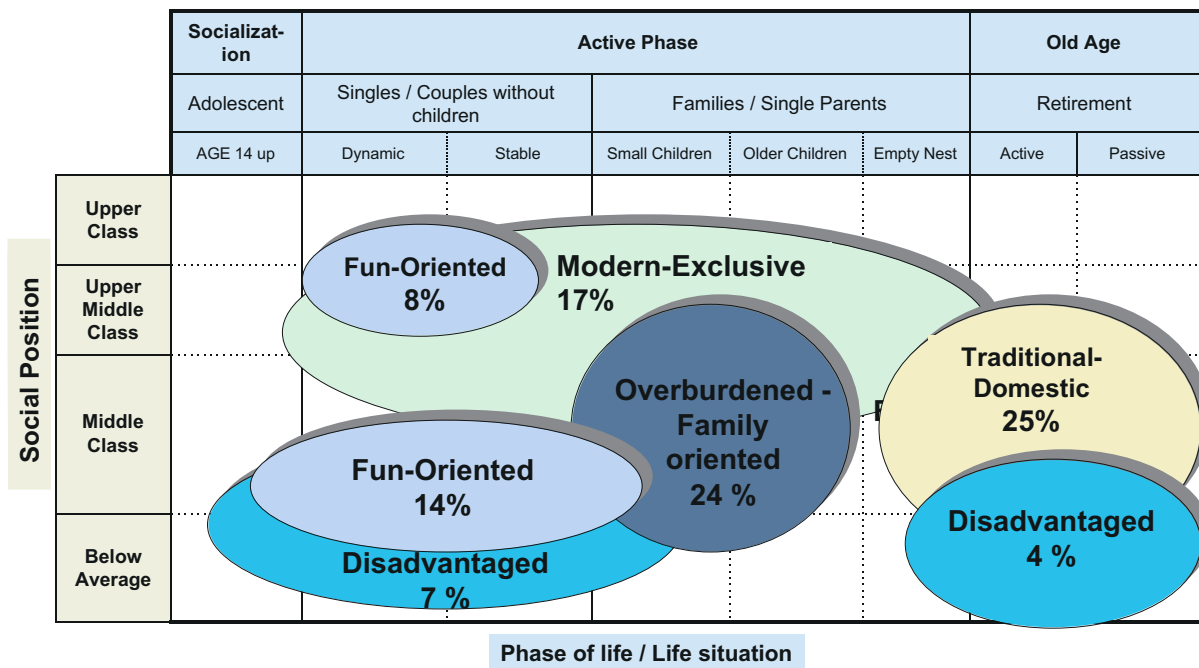 Socializat-
ion
Active Phase
Old Age
Adolescent
Singles / Couples without
children
Families / Single Parents
Retirement
AGE 14 up
Dynamic
Stable
Small Children
Older Children
Empty Nest
Active
Passive
Social Position
Upper
Class
Upper
Middle
Class
Middle
Class
Below
Average
Fun-Oriented
8%
Modern-Exclusive
17%
Overburdened -
Family
oriented
24 %
Traditional-
Domestic
25%
Fun-Oriented
14%
Disadvantaged
7 %
Disadvantaged
4 %
Phase of life / Life situation